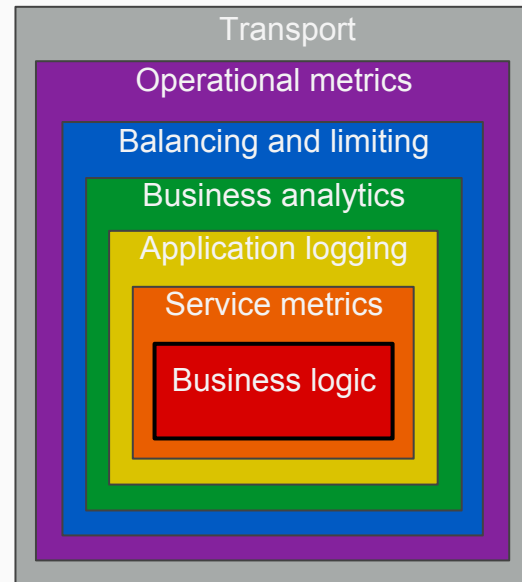 Transport
Operational metrics
Balancing and limiting
Business analytics
Application logging
Service metrics
Business logic